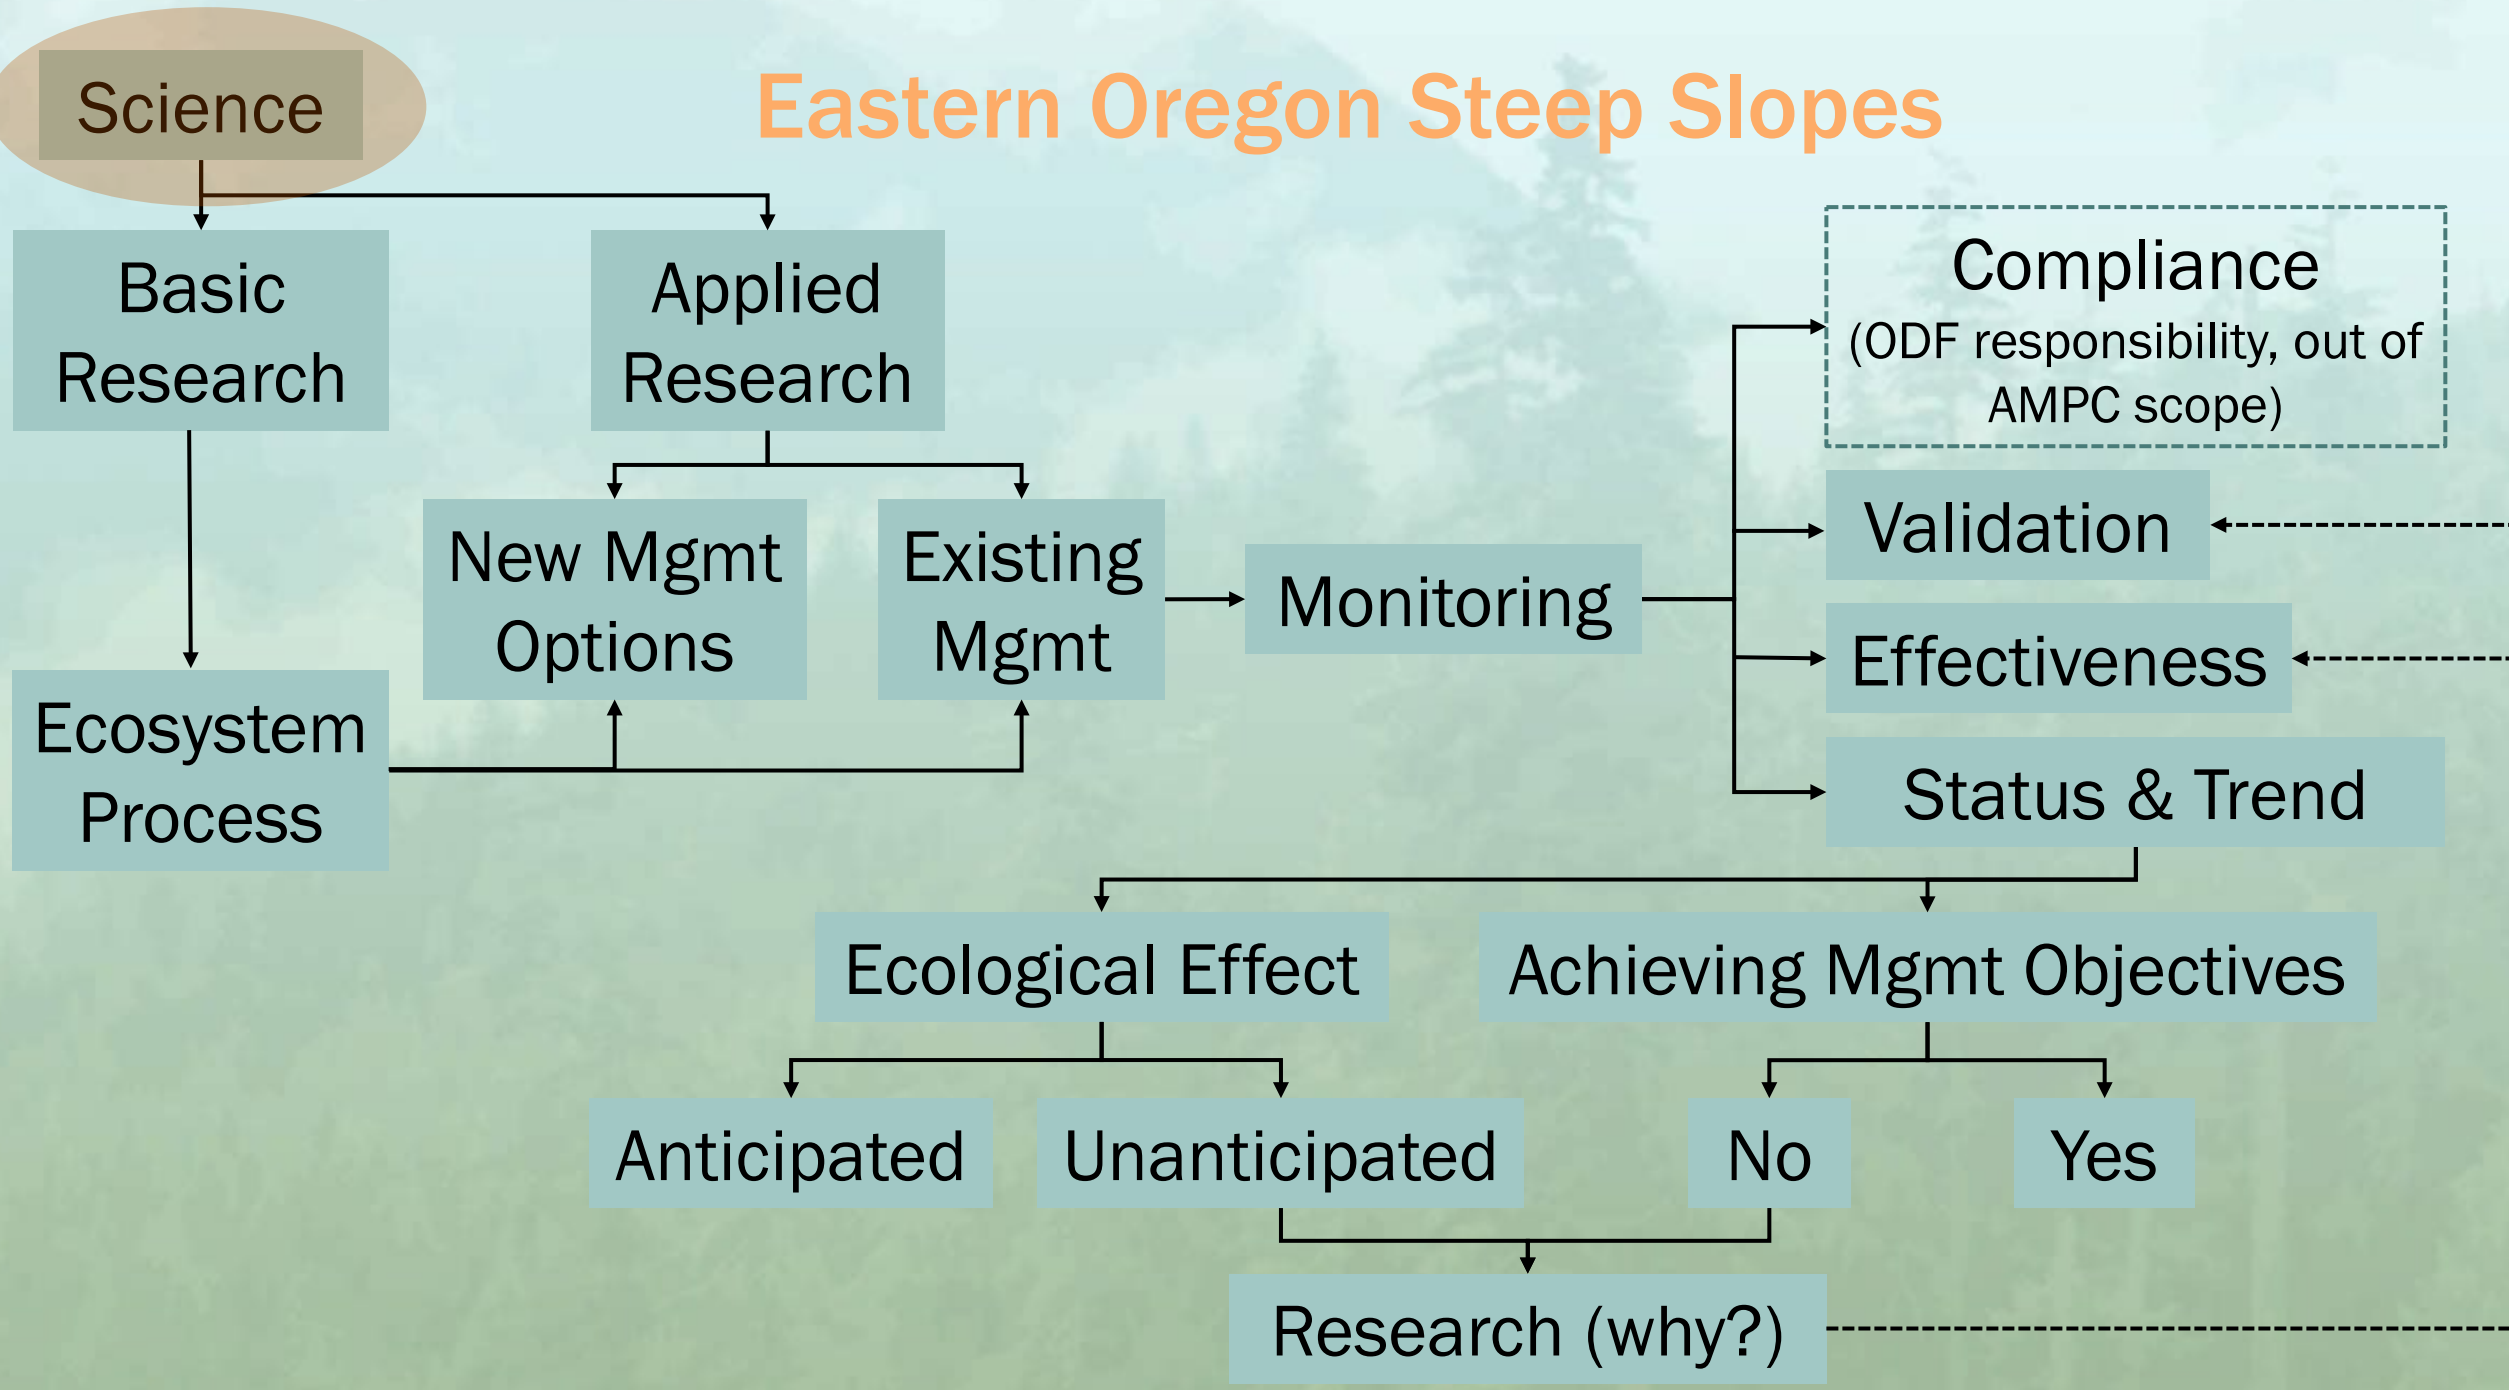 Science
Eastern Oregon Steep Slopes
Basic
Research
Applied
Research
Compliance
(ODF responsibility, out of
AMPC scope)
New Mgmt
Options
Existing
Mgmt
Monitoring
Validation
Effectiveness
Status & Trend
Ecosystem
Process
Ecological Effect
Achieving Mgmt Objectives
Anticipated
Unanticipated
No
Yes
Research (why?)